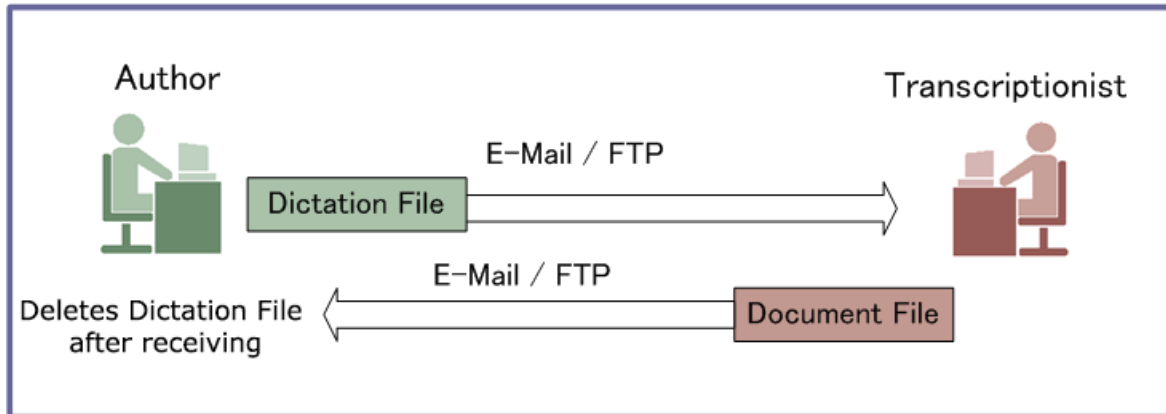 Author
Transcriptionist
E-Mail / FTP
Dictation File
E-Mail / FTP
Deletes Dictation File
after receiving
Document File